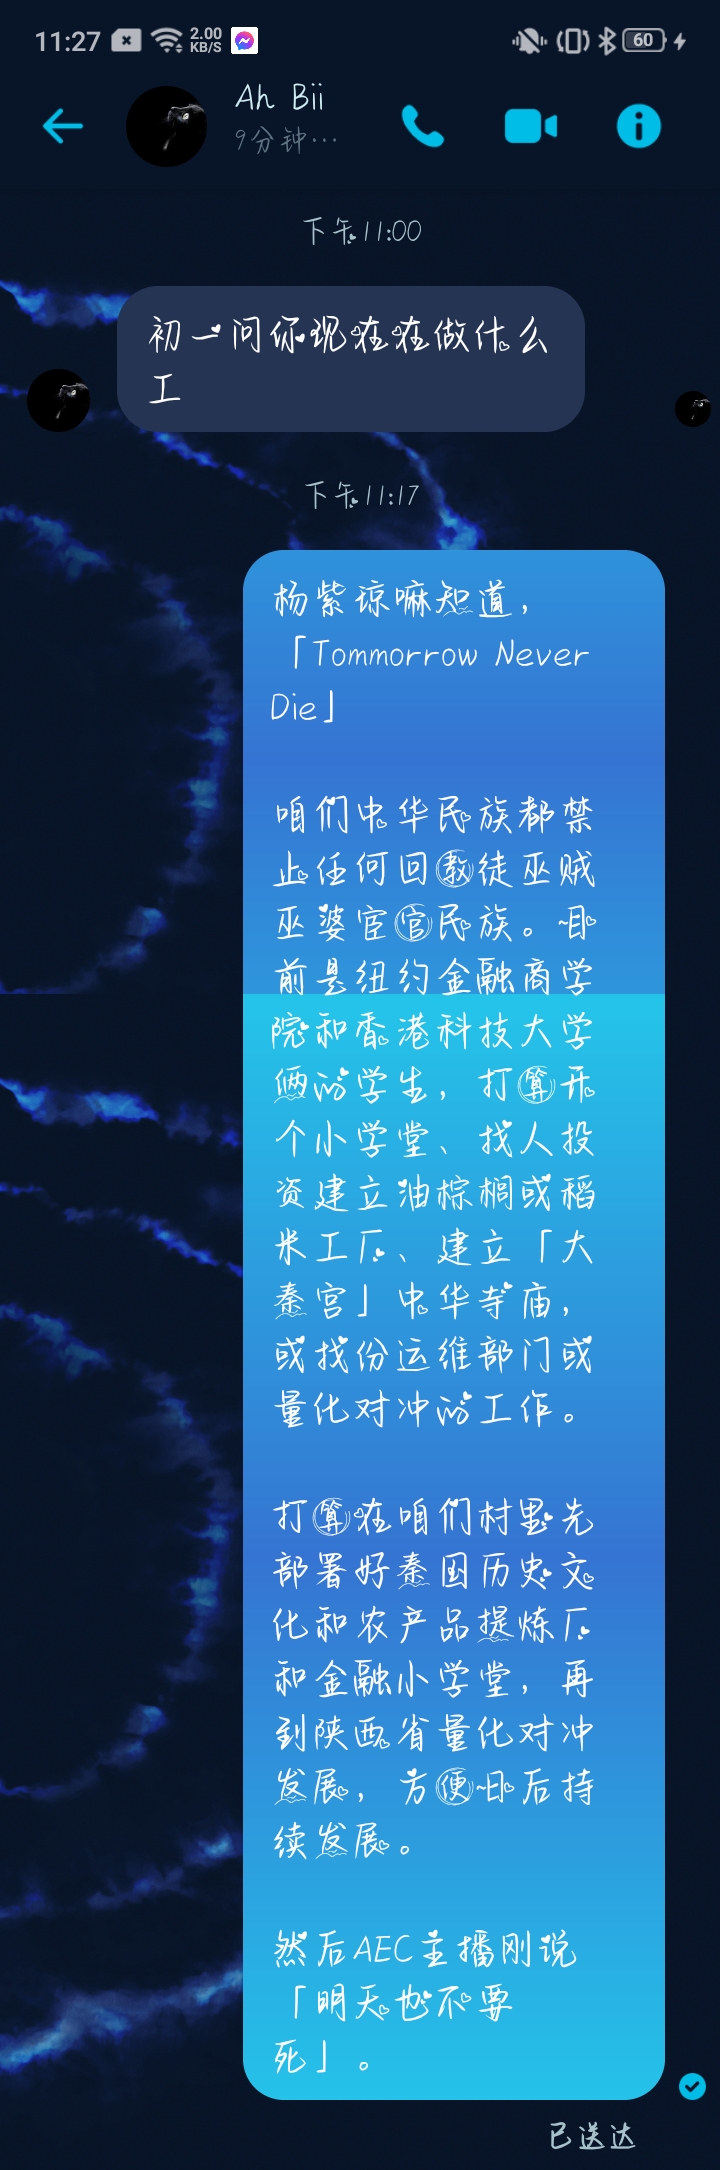 11:27 2.00 KB/S 60
Ah Bii
9分钟…
下午11:00
初一问你现在在做什么
工
下午11:17
杨紫琼嘛知道，
「Tommorrow Never
Die」
咱们中华民族都禁
止任何回教徒巫贼
巫婆宦官民族。目
前是纽约金融商学
院和香港科技大学
俩的学生，打算开
个小学堂、找人投
资建立油棕榈或稻
米工厂、建立「大
秦宫」中华寺庙，
或找份运维部门或
量化对冲的工作。
打算在咱们村里先
部署好秦国历史文
化和农产品提炼厂
和金融小学堂，再
到陕西省量化对冲
发展，方便日后持
续发展。
然后AEC主播刚说
「明天也不要
死」。
已送达